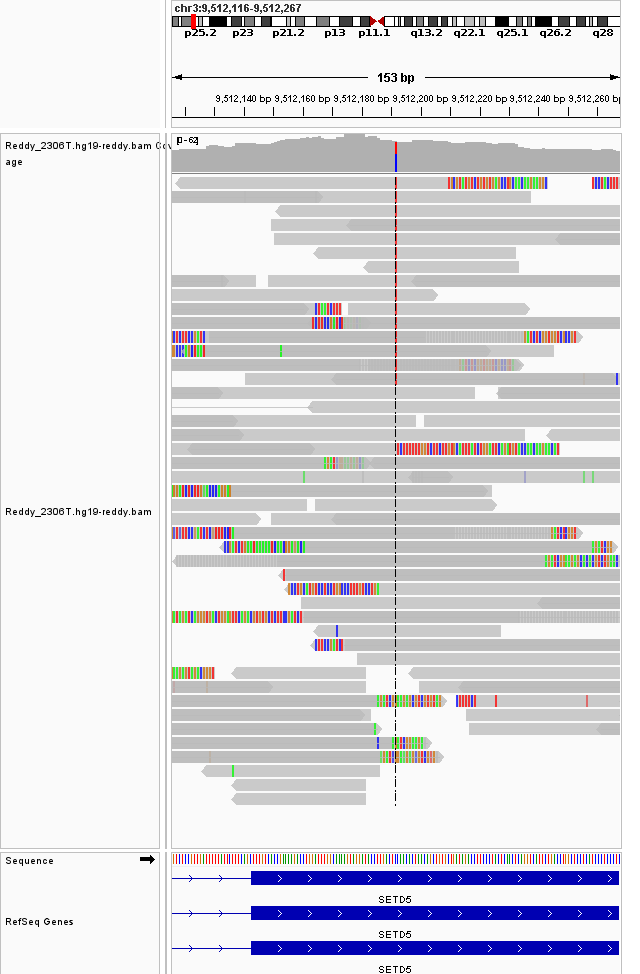 chr3:9,512,116-9,512,267
p25.2 p23 p21.2 p13 p11.1 q13.2 q22.1 q25.1 q26.2 q28
153 bp
9,512,140 bp 9,512,160 bp 9,512,180 bp 9,512,200 bp 9,512,220 bp 9,512,240 bp 9,512,260 bp
Reddy_2306T.hg19-reddy.bam Cov
age
[0-62]
Reddy_2306T.hg19-reddy.bam
Sequence
SETD5
RefSeq Genes
SETD5
SETD5